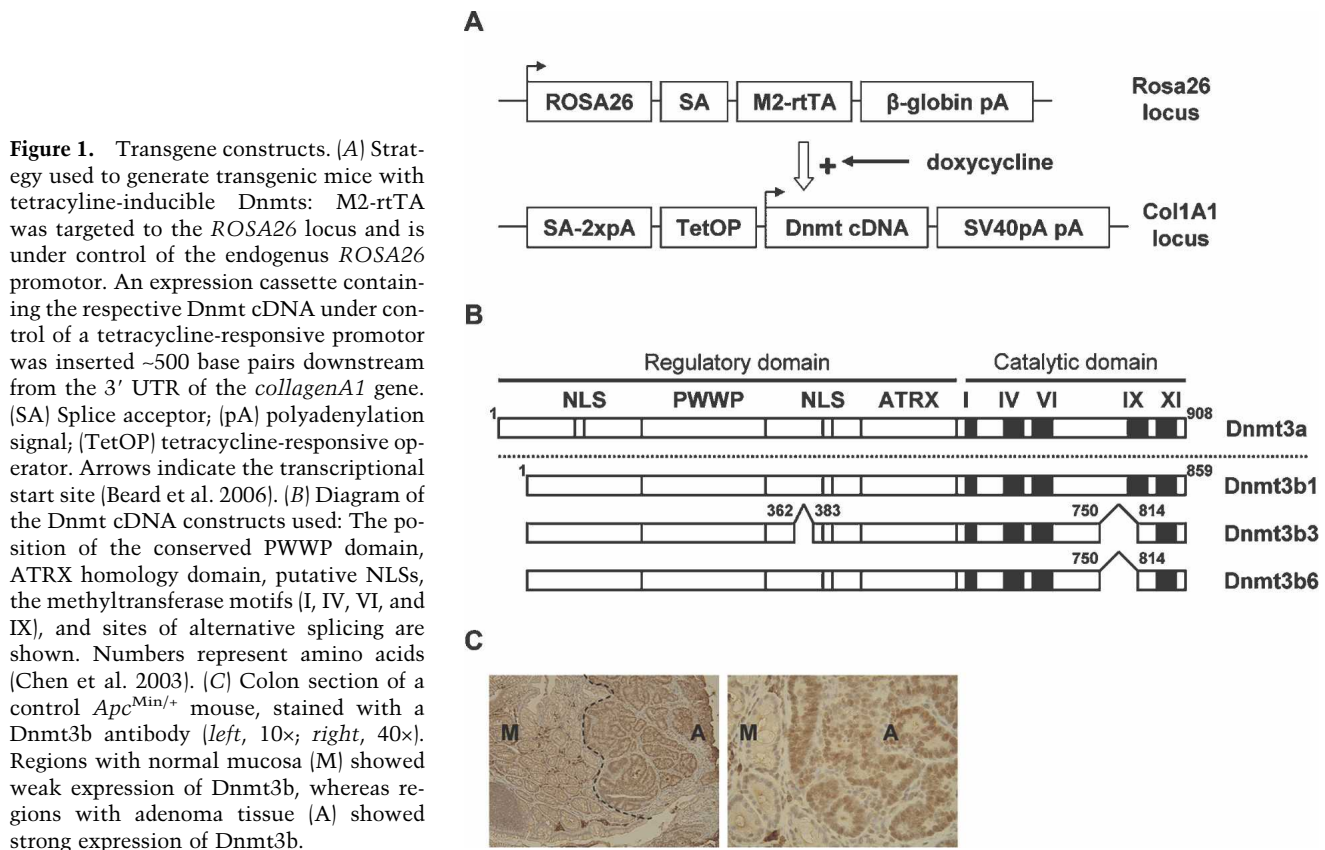 Figure 1. Transgene constructs. (A) Strat-
egy used to generate transgenic mice with
tetracyline-inducible Dnmts: M2-rtTA
was targeted to the ROSA26 locus and is
under control of the endogenus ROSA26
promotor. An expression cassette contain-
ing the respective Dnmt cDNA under con-
trol of a tetracycline-responsive promotor
was inserted ~500 base pairs downstream
from the 3′ UTR of the collagenA1 gene.
(SA) Splice acceptor; (pA) polyadenylation
signal; (TetOP) tetracycline-responsive op-
erator. Arrows indicate the transcriptional
start site (Beard et al. 2006). (B) Diagram of
the Dnmt cDNA constructs used: The po-
sition of the conserved PWWP domain,
ATRX homology domain, putative NLSs,
the methyltransferase motifs (I, IV, VI, and
IX), and sites of alternative splicing are
shown. Numbers represent amino acids
(Chen et al. 2003). (C) Colon section of a
control ApcMin/+ mouse, stained with a
Dnmt3b antibody (left, 10×; right, 40×).
Regions with normal mucosa (M) showed
weak expression of Dnmt3b, whereas re-
gions with adenoma tissue (A) showed
strong expression of Dnmt3b.
A
ROSA26 SA M2-rtTA β-globin pA Rosa26
locus
+ doxycycline
SA-2xpA TetOP Dnmt cDNA SV40pA pA Col1A1
locus
B
Regulatory domain Catalytic domain
NLS PWWP NLS ATRX I IV VI IX XI
1 908 Dnmt3a
1 859 Dnmt3b1
362 383 750 814 Dnmt3b3
750 814 Dnmt3b6
C
M A M A